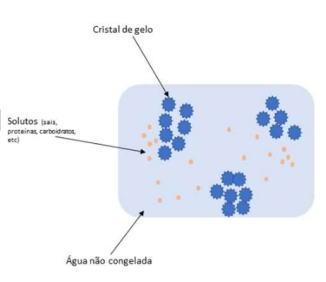 Cristal de gelo
Solutos (sais,
proteínas, carboidratos,
etc)
Água não congelada